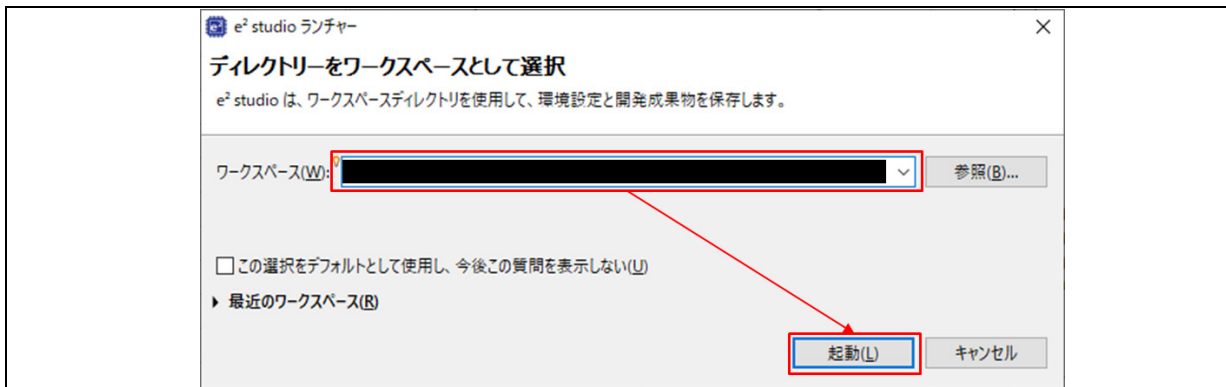 e² studio ランチャー
ディレクトリーをワークスペースとして選択
e² studio は、ワークスペースディレクトリを使用して、環境設定と開発成果物を保存します。
ワークスペース(W): 参照(B)...
この選択をデフォルトとして使用し、今後この質問を表示しない(U)
最近のワークスペース(R)
起動(L) キャンセル